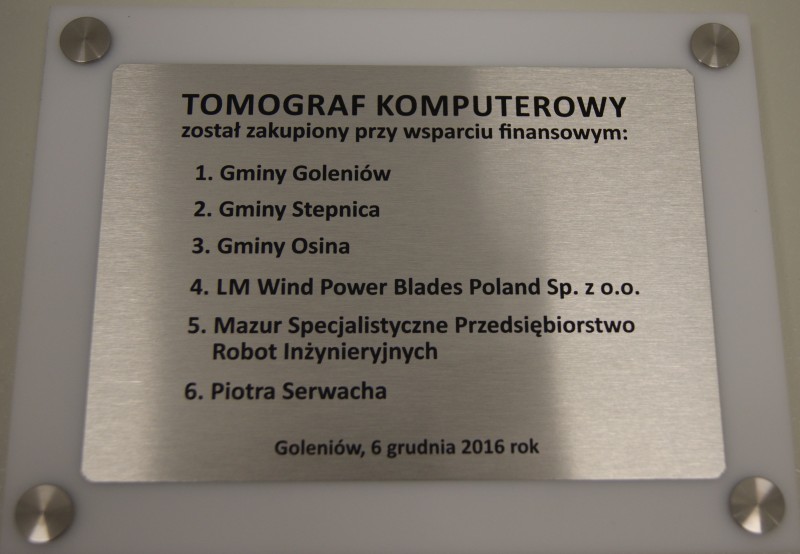 TOMOGRAF KOMPUTEROWY
został zakupiony przy wsparciu finansowym:
1. Gminy Goleniów
2. Gminy Stepnica
3. Gminy Osina
4. LM Wind Power Blades Poland Sp. z o.o.
5. Mazur Specjalistyczne Przedsiębiorstwo
Robot Inżynieryjnych
6. Piotra Serwacha
Goleniów, 6 grudnia 2016 rok